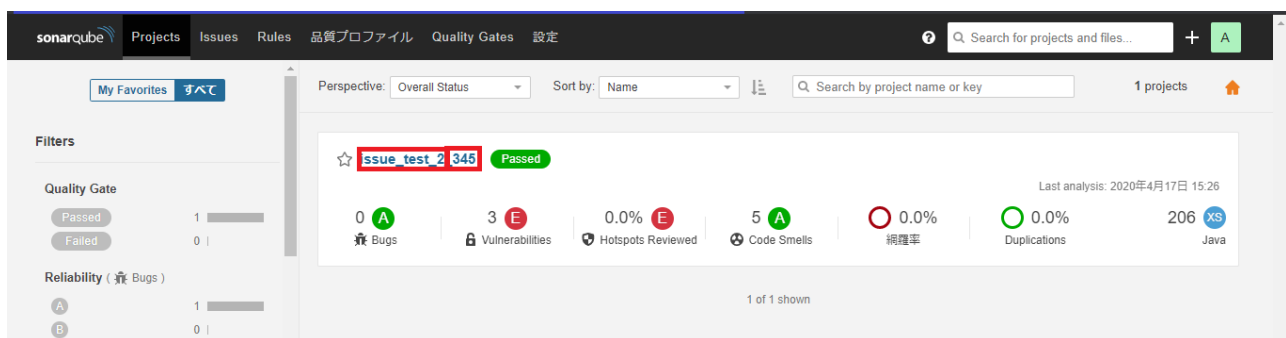 sonarqube Projects Issues Rules 品質プロファイル Quality Gates 設定 ? Search for projects and files... + A
My Favorites すべて
Perspective: Overall Status Sort by: Name Search by project name or key 1 projects
Filters
issue_test_2_345 Passed
Last analysis: 2020年4月17日 15:26
Quality Gate
Passed 1
Failed 0
0 A 3 E 0.0% E 5 A 0.0% 0.0% 206 XS
Bugs Vulnerabilities Hotspots Reviewed Code Smells 網羅率 Duplications Java
Reliability ( Bugs )
A 1
B 0
1 of 1 shown